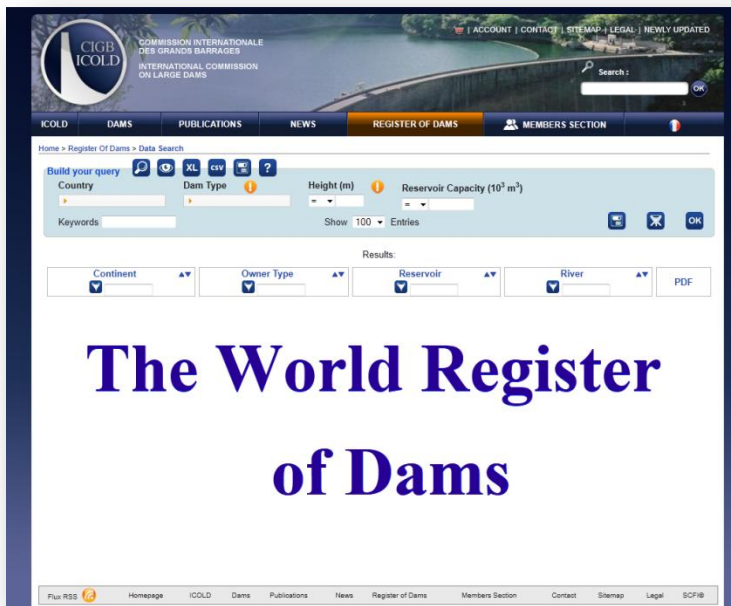 CIGB
ICOLD
COMMISSION INTERNATIONALE
DES GRANDS BARRAGES
INTERNATIONAL COMMISSION
ON LARGE DAMS
| ACCOUNT | CONTACT | SITEMAP | LEGAL | NEWLY UPDATED
Search :
OK
ICOLD DAMS PUBLICATIONS NEWS REGISTER OF DAMS MEMBERS SECTION
Home > Register Of Dams > Data Search
Build your query XL CSV ?
Country Dam Type ! Height (m) ! Reservoir Capacity (10³ m³)
= =
Keywords Show 100 Entries OK
Results:
Continent Owner Type Reservoir River PDF
The World Register
of Dams
Flux RSS Homepage ICOLD Dams Publications News Register of Dams Members Section Contact Sitemap Legal SCFI®